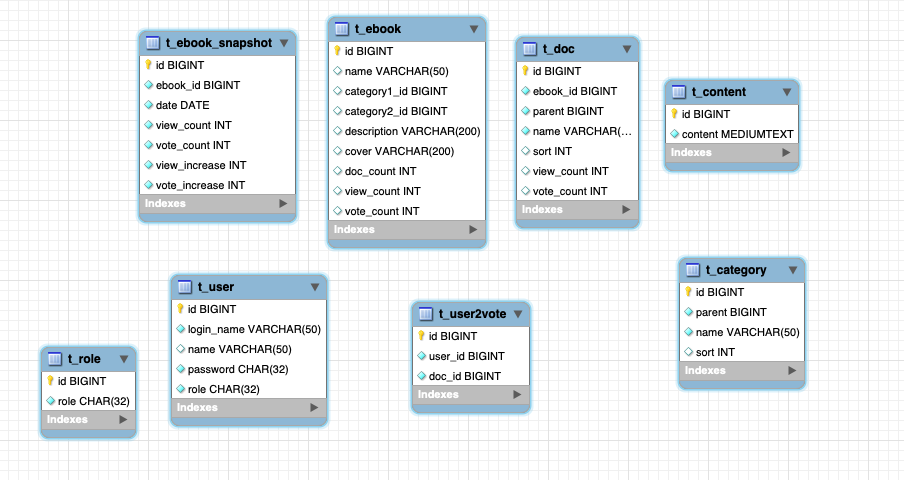 t_ebook_snapshot
id BIGINT
ebook_id BIGINT
date DATE
view_count INT
vote_count INT
view_increase INT
vote_increase INT
Indexes
t_ebook
id BIGINT
name VARCHAR(50)
category1_id BIGINT
category2_id BIGINT
description VARCHAR(200)
cover VARCHAR(200)
doc_count INT
view_count INT
vote_count INT
Indexes
t_doc
id BIGINT
ebook_id BIGINT
parent BIGINT
name VARCHAR(...
sort INT
view_count INT
vote_count INT
Indexes
t_content
id BIGINT
content MEDIUMTEXT
Indexes
t_role
id BIGINT
role CHAR(32)
Indexes
t_user
id BIGINT
login_name VARCHAR(50)
name VARCHAR(50)
password CHAR(32)
role CHAR(32)
Indexes
t_user2vote
id BIGINT
user_id BIGINT
doc_id BIGINT
Indexes
t_category
id BIGINT
parent BIGINT
name VARCHAR(50)
sort INT
Indexes